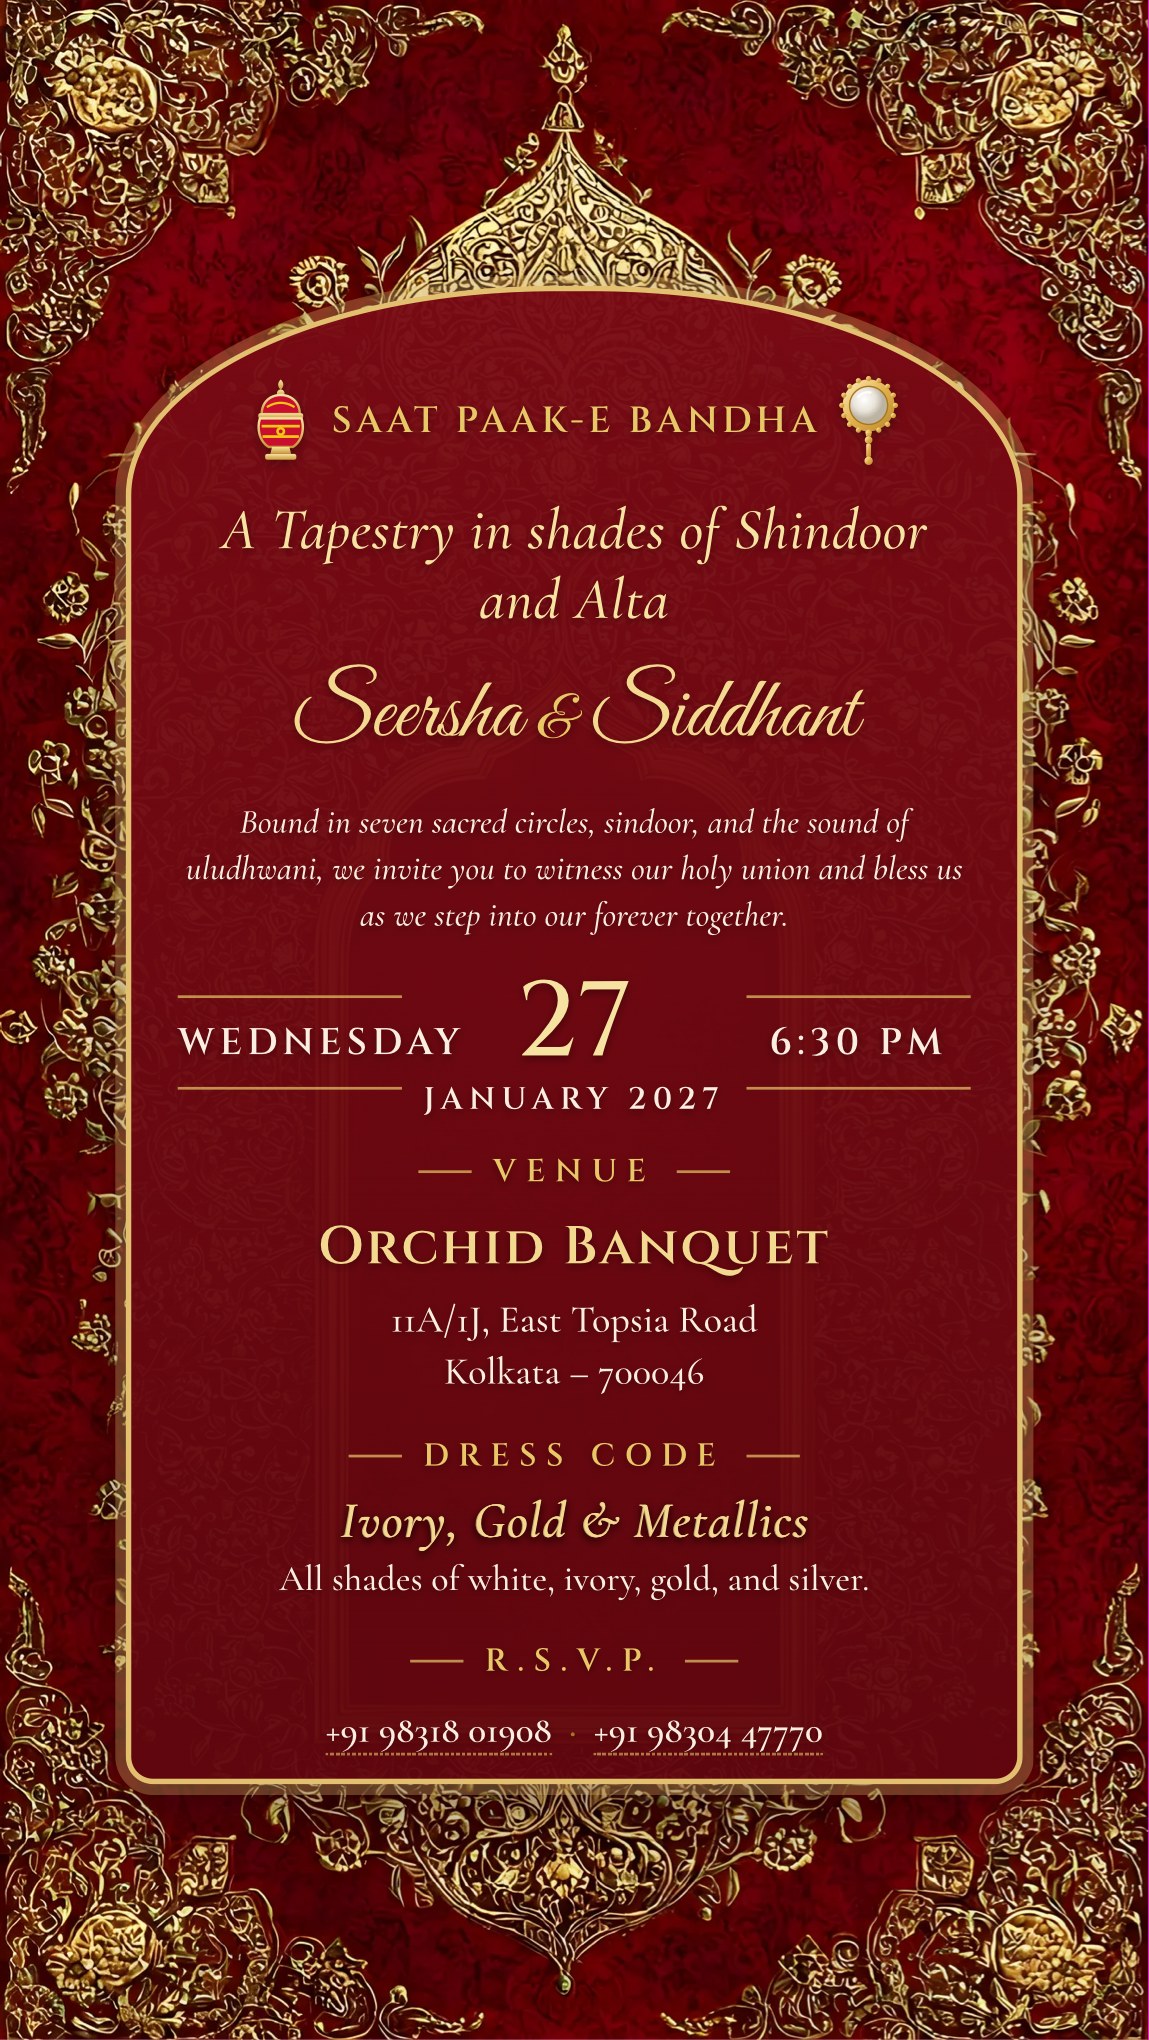 SAAT PAAK-E BANDHA
A Tapestry in shades of Shindoor
and Alta
Seersha & Siddhant
Bound in seven sacred circles, sindoor, and the sound of
uludhwani, we invite you to witness our holy union and bless us
as we step into our forever together.
WEDNESDAY
27
JANUARY 2027
6:30 PM
VENUE
ORCHID BANQUET
11A/1J, East Topsia Road
Kolkata – 700046
DRESS CODE
Ivory, Gold & Metallics
All shades of white, ivory, gold, and silver.
R.S.V.P.
+91 98318 01908 · +91 98304 47770